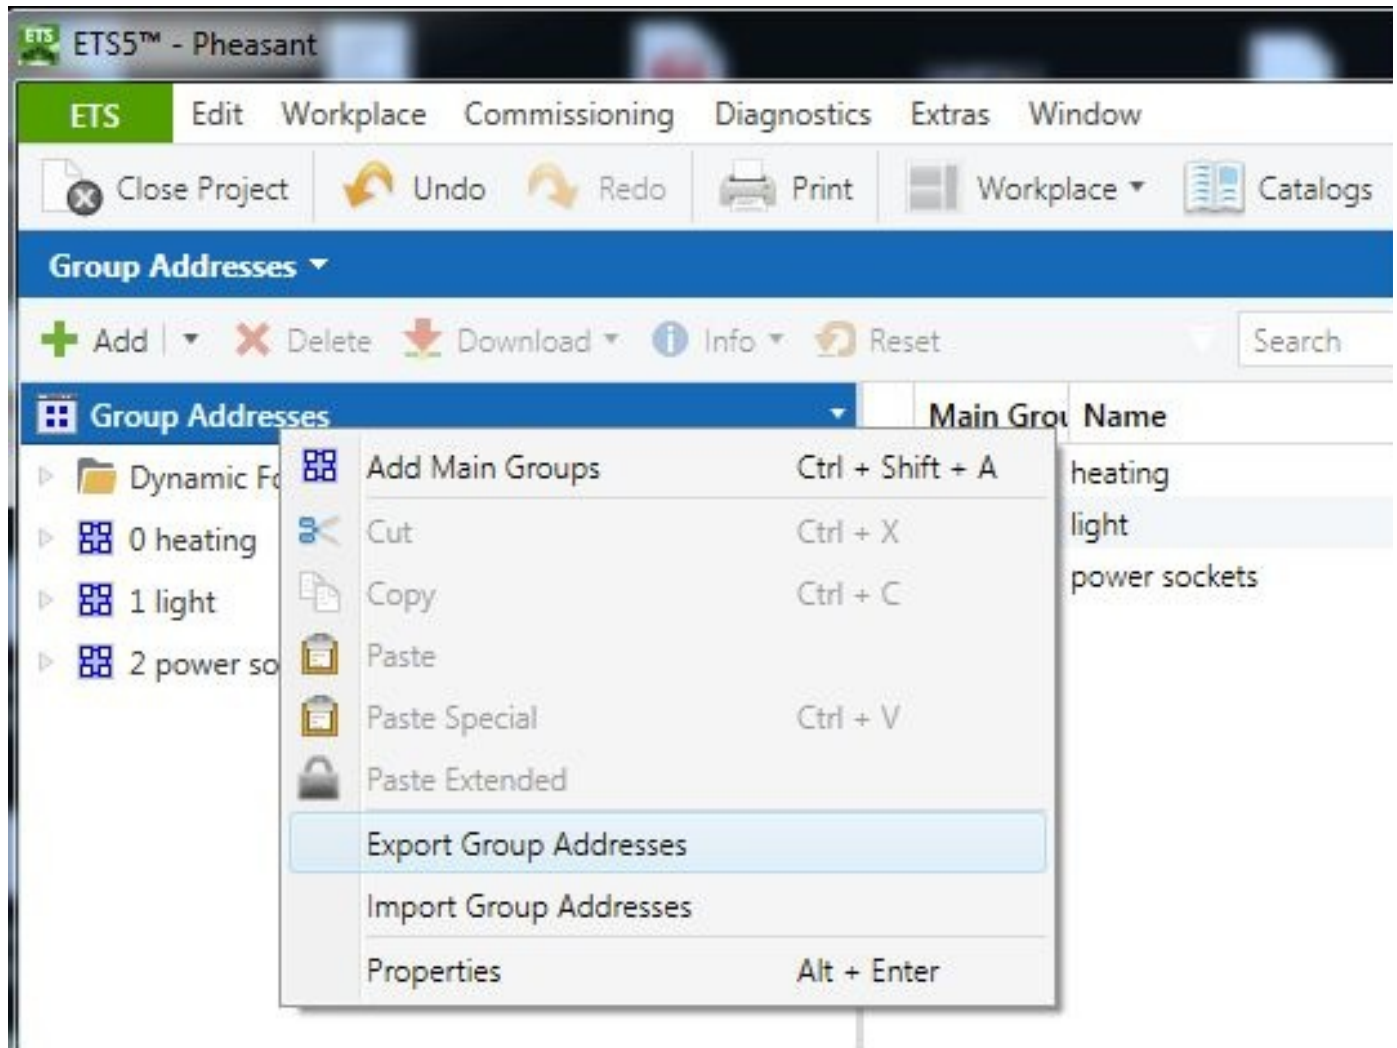 ETS ETS5™ - Pheasant
ETS Edit Workplace Commissioning Diagnostics Extras Window
Close Project Undo Redo Print Workplace Catalogs
Group Addresses
Add Delete Download Info Reset Search
Group Addresses Main Grou Name
Dynamic Fo
0 heating
1 light
2 power so
Add Main Groups Ctrl + Shift + A
Cut Ctrl + X
Copy Ctrl + C
Paste
Paste Special Ctrl + V
Paste Extended
Export Group Addresses
Import Group Addresses
Properties Alt + Enter
heating
light
power sockets